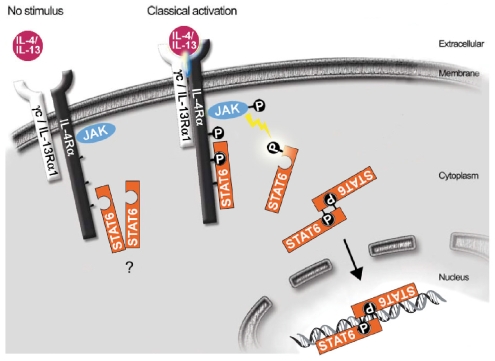 No stimulus
Classical activation
IL-4/
IL-13
IL-4/
IL-13
Extracellular
Membrane
γc / IL-13Rα1
IL-4Rα
JAK
γc / IL-13Rα1
IL-4Rα
JAK
P
P
P
P
STAT6
STAT6
STAT6
STAT6
?
Cytoplasm
STAT6
P
P
STAT6
Nucleus
STAT6
P
P
STAT6